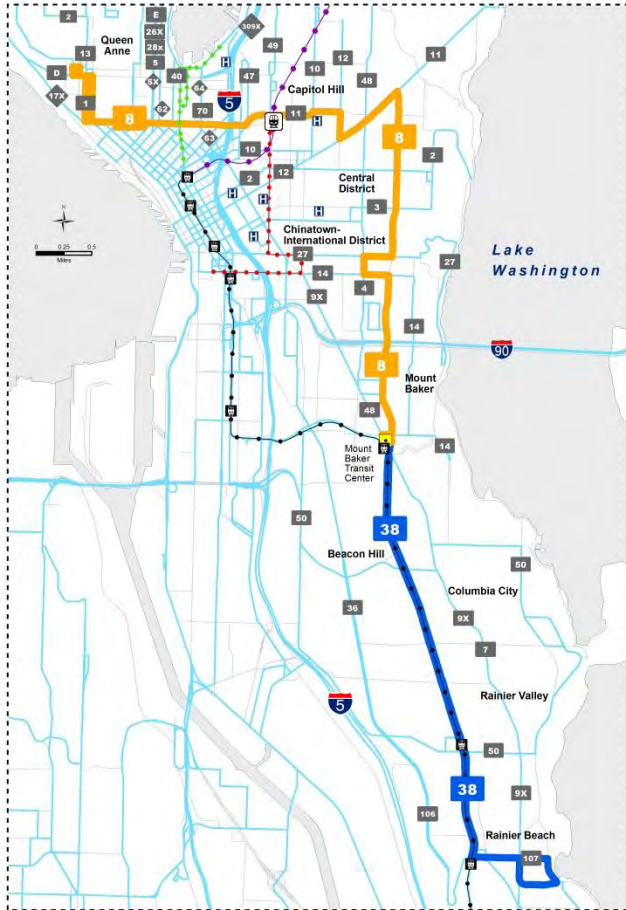 2
E
309X
Queen
Anne
26X
13
28x
49
5
10
12
48
11
D
5X
40
47
64
Capitol Hill
17X
1
8
62
70
5
11
8
63
10
2
12
2
Central
District
3
Chinatown-
International District
N
0
0.25
0.5
Miles
27
Lake
Washington
27
14
4
9X
14
90
8
Mount
Baker
48
Mount
Baker
Transit
Center
14
50
38
Beacon Hill
50
Columbia City
36
9X
7
Rainier Valley
5
50
38
9X
106
Rainier Beach
107
H
H
H
H
H
H